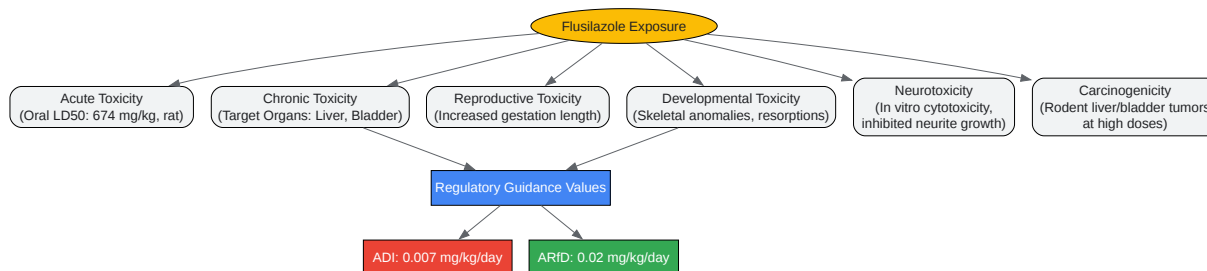 Flusilazole Exposure
Acute Toxicity
(Oral LD50: 674 mg/kg, rat)
Chronic Toxicity
(Target Organs: Liver, Bladder)
Reproductive Toxicity
(Increased gestation length)
Developmental Toxicity
(Skeletal anomalies, resorptions)
Neurotoxicity
(In vitro cytotoxicity,
inhibited neurite growth)
Carcinogenicity
(Rodent liver/bladder tumors
at high doses)
Regulatory Guidance Values
ADI: 0.007 mg/kg/day
ARfD: 0.02 mg/kg/day